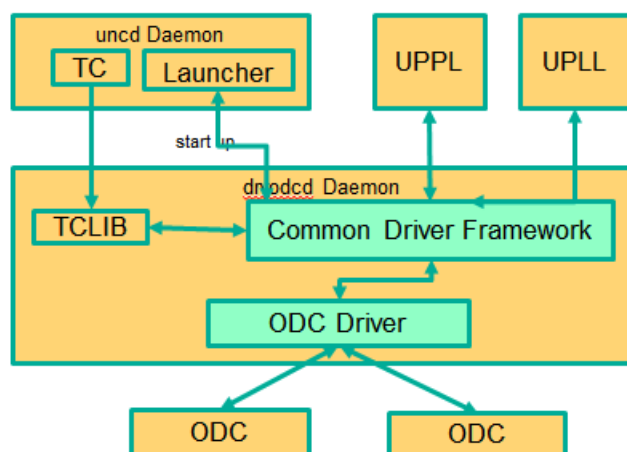 uncd Daemon
TC
Launcher
UPPL
UPLL
start up
drvodcd Daemon
TCLIB
Common Driver Framework
ODC Driver
ODC
ODC